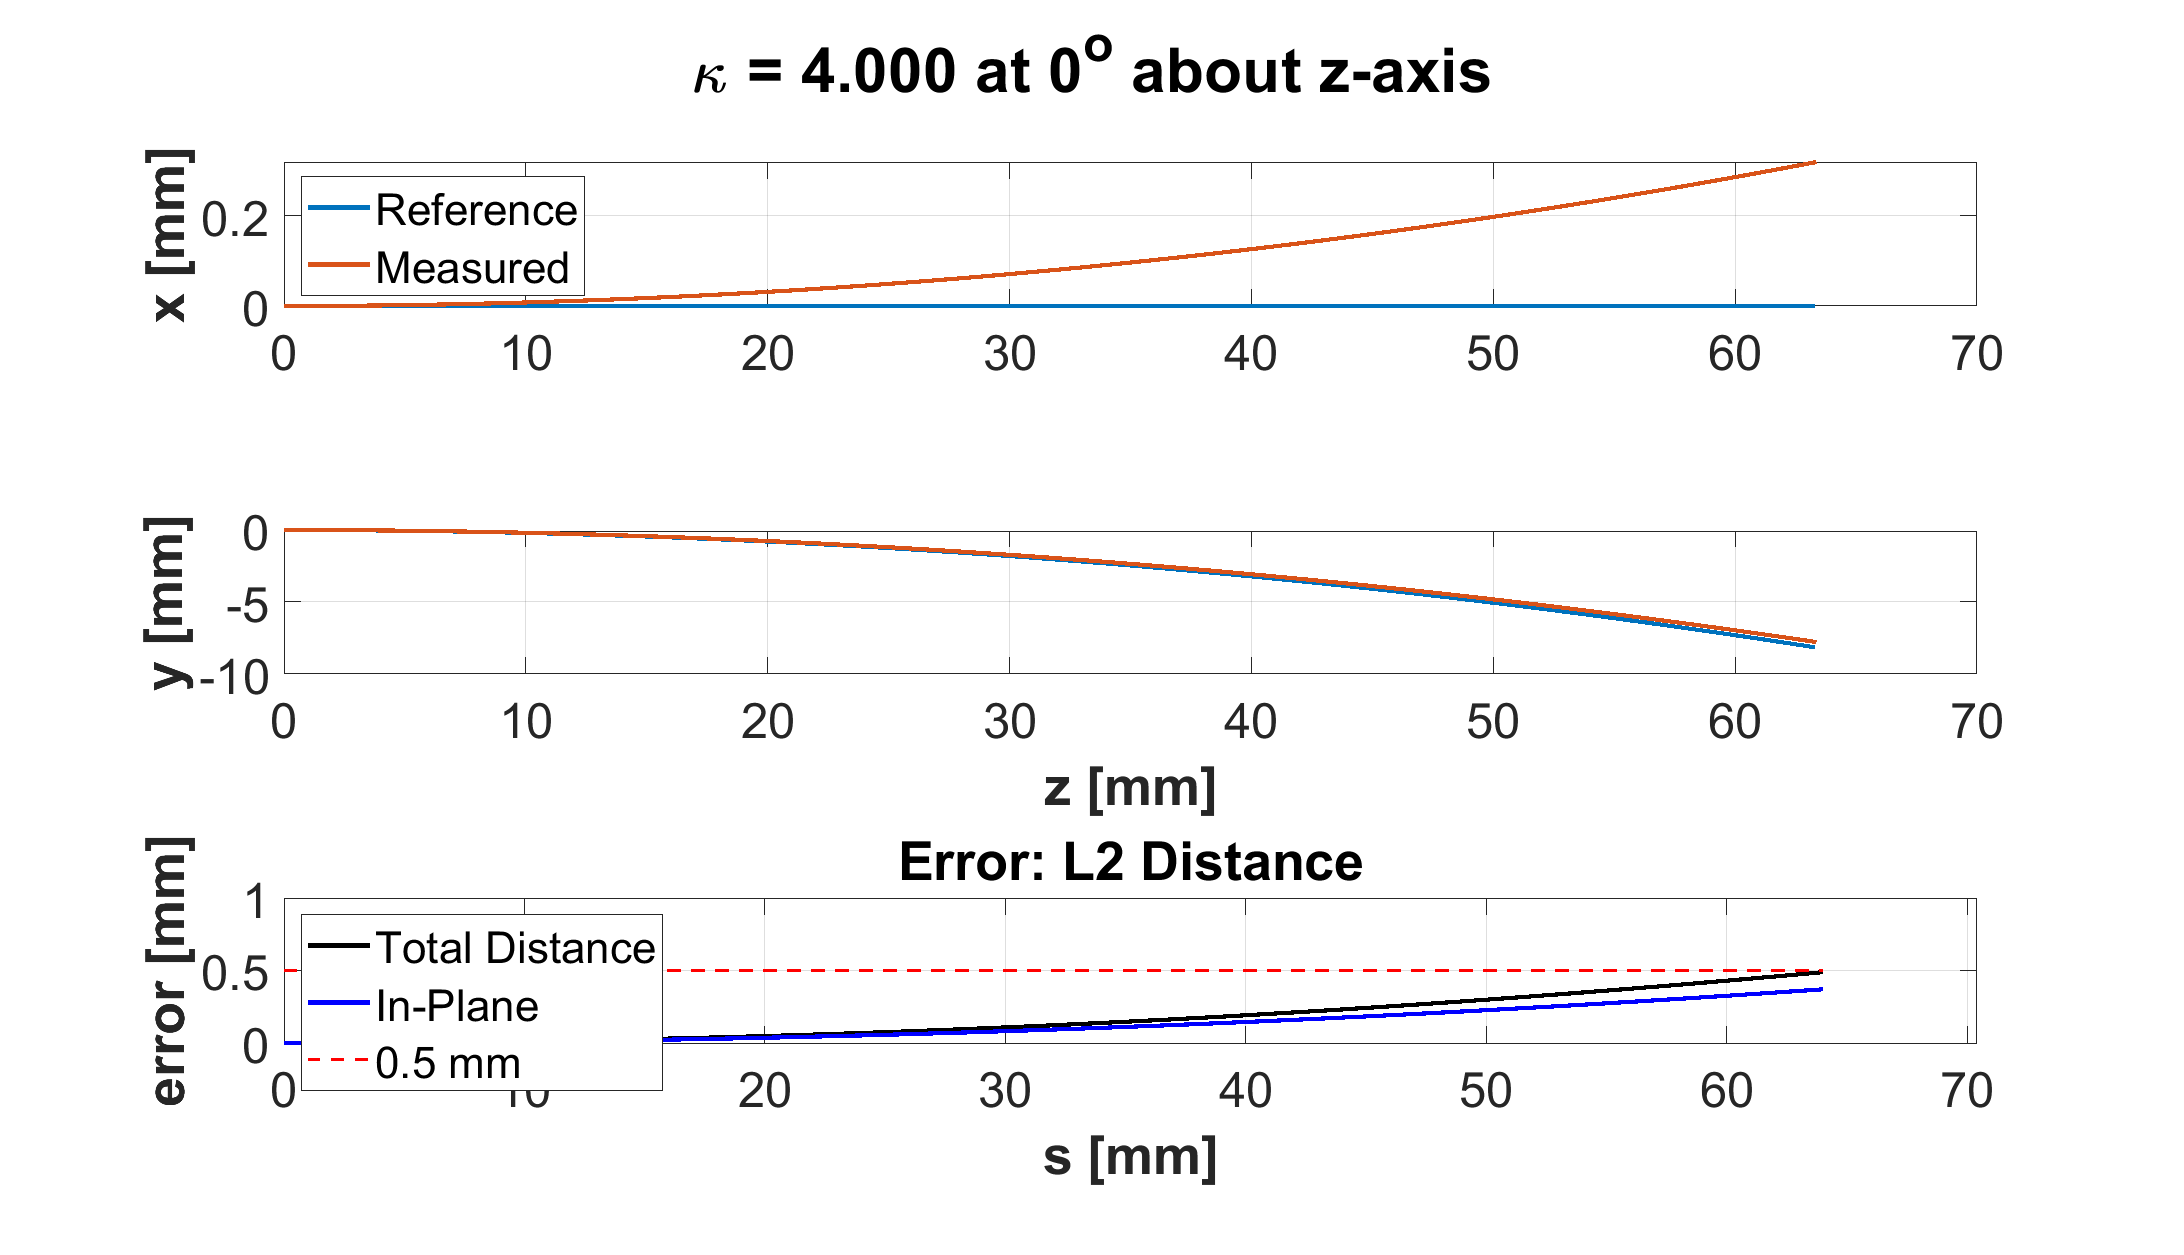 κ = 4.000 at 0º about z-axis
x [mm]
0.2
0
Reference
Measured
0 10 20 30 40 50 60 70
y [mm]
0
-5
-10
0 10 20 30 40 50 60 70
z [mm]
Error: L2 Distance
error [mm]
1
0.5
0
Total Distance
In-Plane
0.5 mm
0 10 20 30 40 50 60 70
s [mm]